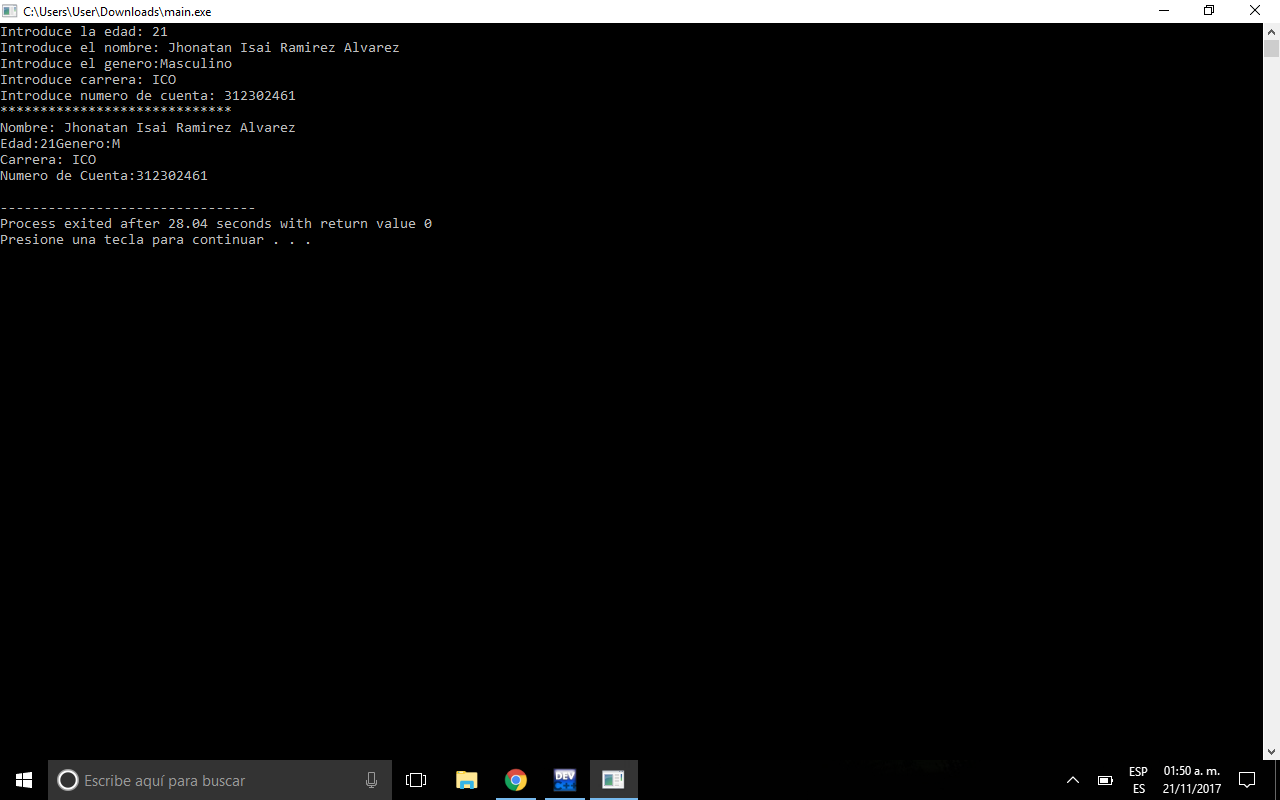 C:\Users\User\Downloads\main.exe
Introduce la edad: 21
Introduce el nombre: Jhonatan Isai Ramirez Alvarez
Introduce el genero:Masculino
Introduce carrera: ICO
Introduce numero de cuenta: 312302461
*****************************
Nombre: Jhonatan Isai Ramirez Alvarez
Edad:21Genero:M
Carrera: ICO
Numero de Cuenta:312302461
--------------------------------
Process exited after 28.04 seconds with return value 0
Presione una tecla para continuar . . .
Escribe aquí para buscar
DEV
C++
ESP
ES
01:50 a. m.
21/11/2017